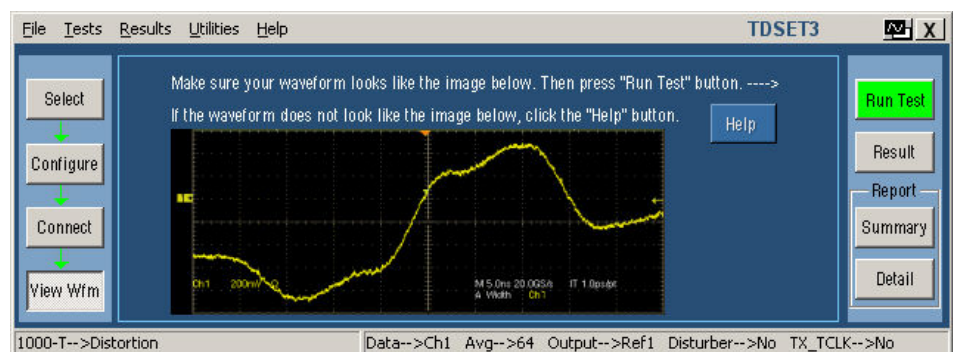 File Tests Results Utilities Help TDSET3 X
Select
Configure
Connect
View Wfm
Make sure your waveform looks like the image below. Then press "Run Test" button. ---->
If the waveform does not look like the image below, click the "Help" button.
Help
Ch1 200mV Ω M 5.0ns 20.0GS/s IT 1.0ps/pt
A Width Ch1
Run Test
Result
Report
Summary
Detail
1000-T-->Distortion Data-->Ch1 Avg-->64 Output-->Ref1 Disturber-->No TX_TCLK-->No